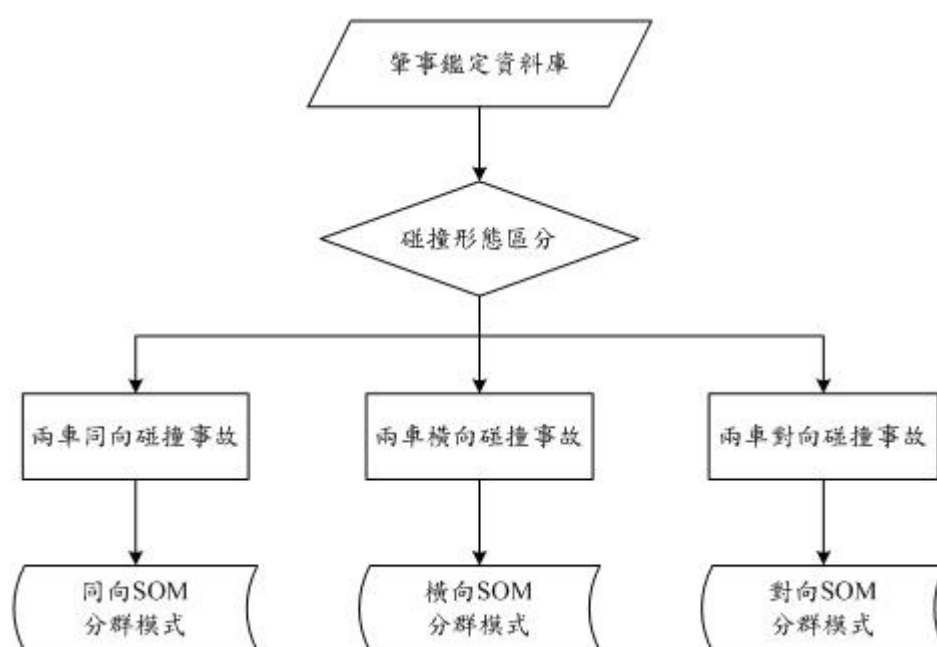 肇事鑑定資料庫
碰撞形態區分
兩車同向碰撞事故
兩車橫向碰撞事故
兩車對向碰撞事故
同向SOM
分群模式
橫向SOM
分群模式
對向SOM
分群模式